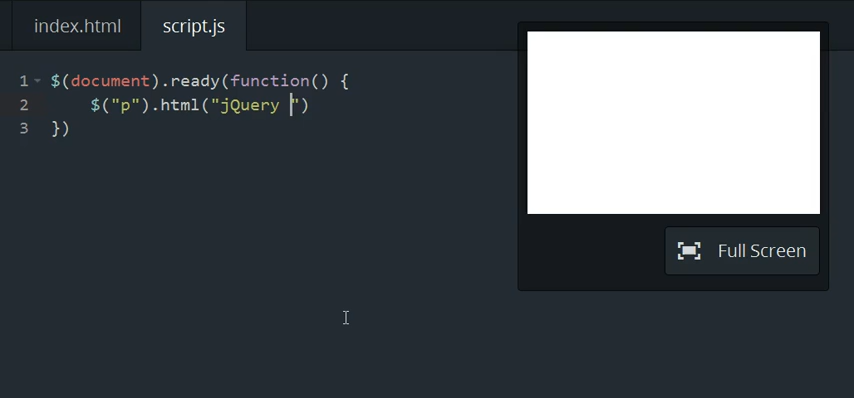 index.html
script.js
1 $(document).ready(function() {
2 $("p").html("jQuery ")
3 })
Full Screen